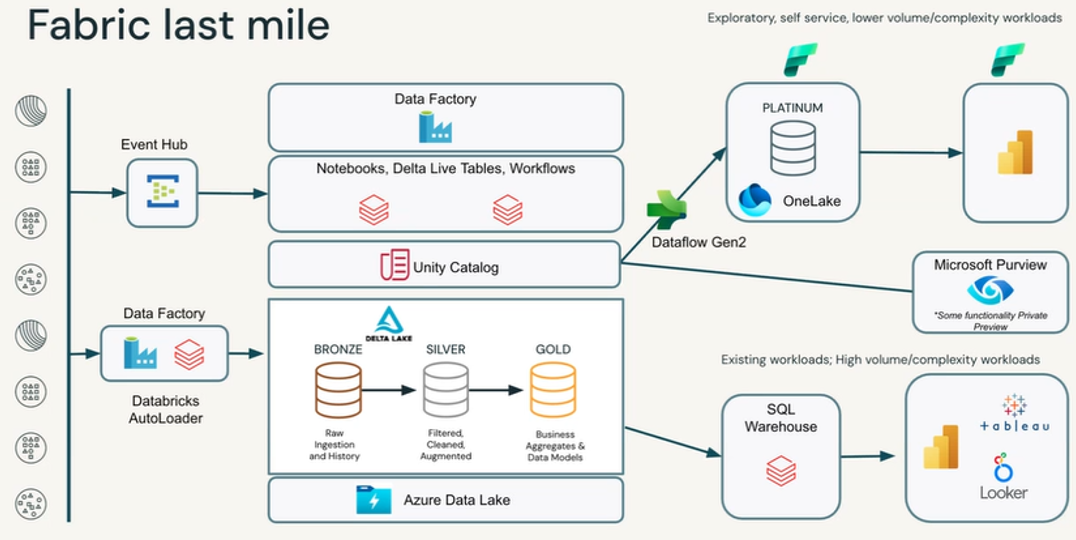 Fabric last mile
Exploratory, self service, lower volume/complexity workloads
Event Hub
Data Factory
Notebooks, Delta Live Tables, Workflows
Unity Catalog
Dataflow Gen2
PLATINUM
OneLake
Microsoft Purview
*Some functionality Private
Preview
Data Factory
Databricks
AutoLoader
DELTA LAKE
BRONZE
SILVER
GOLD
Raw
Ingestion
and History
Filtered,
Cleaned,
Augmented
Business
Aggregates &
Data Models
Azure Data Lake
Existing workloads; High volume/complexity workloads
SQL
Warehouse
+ableau
Looker